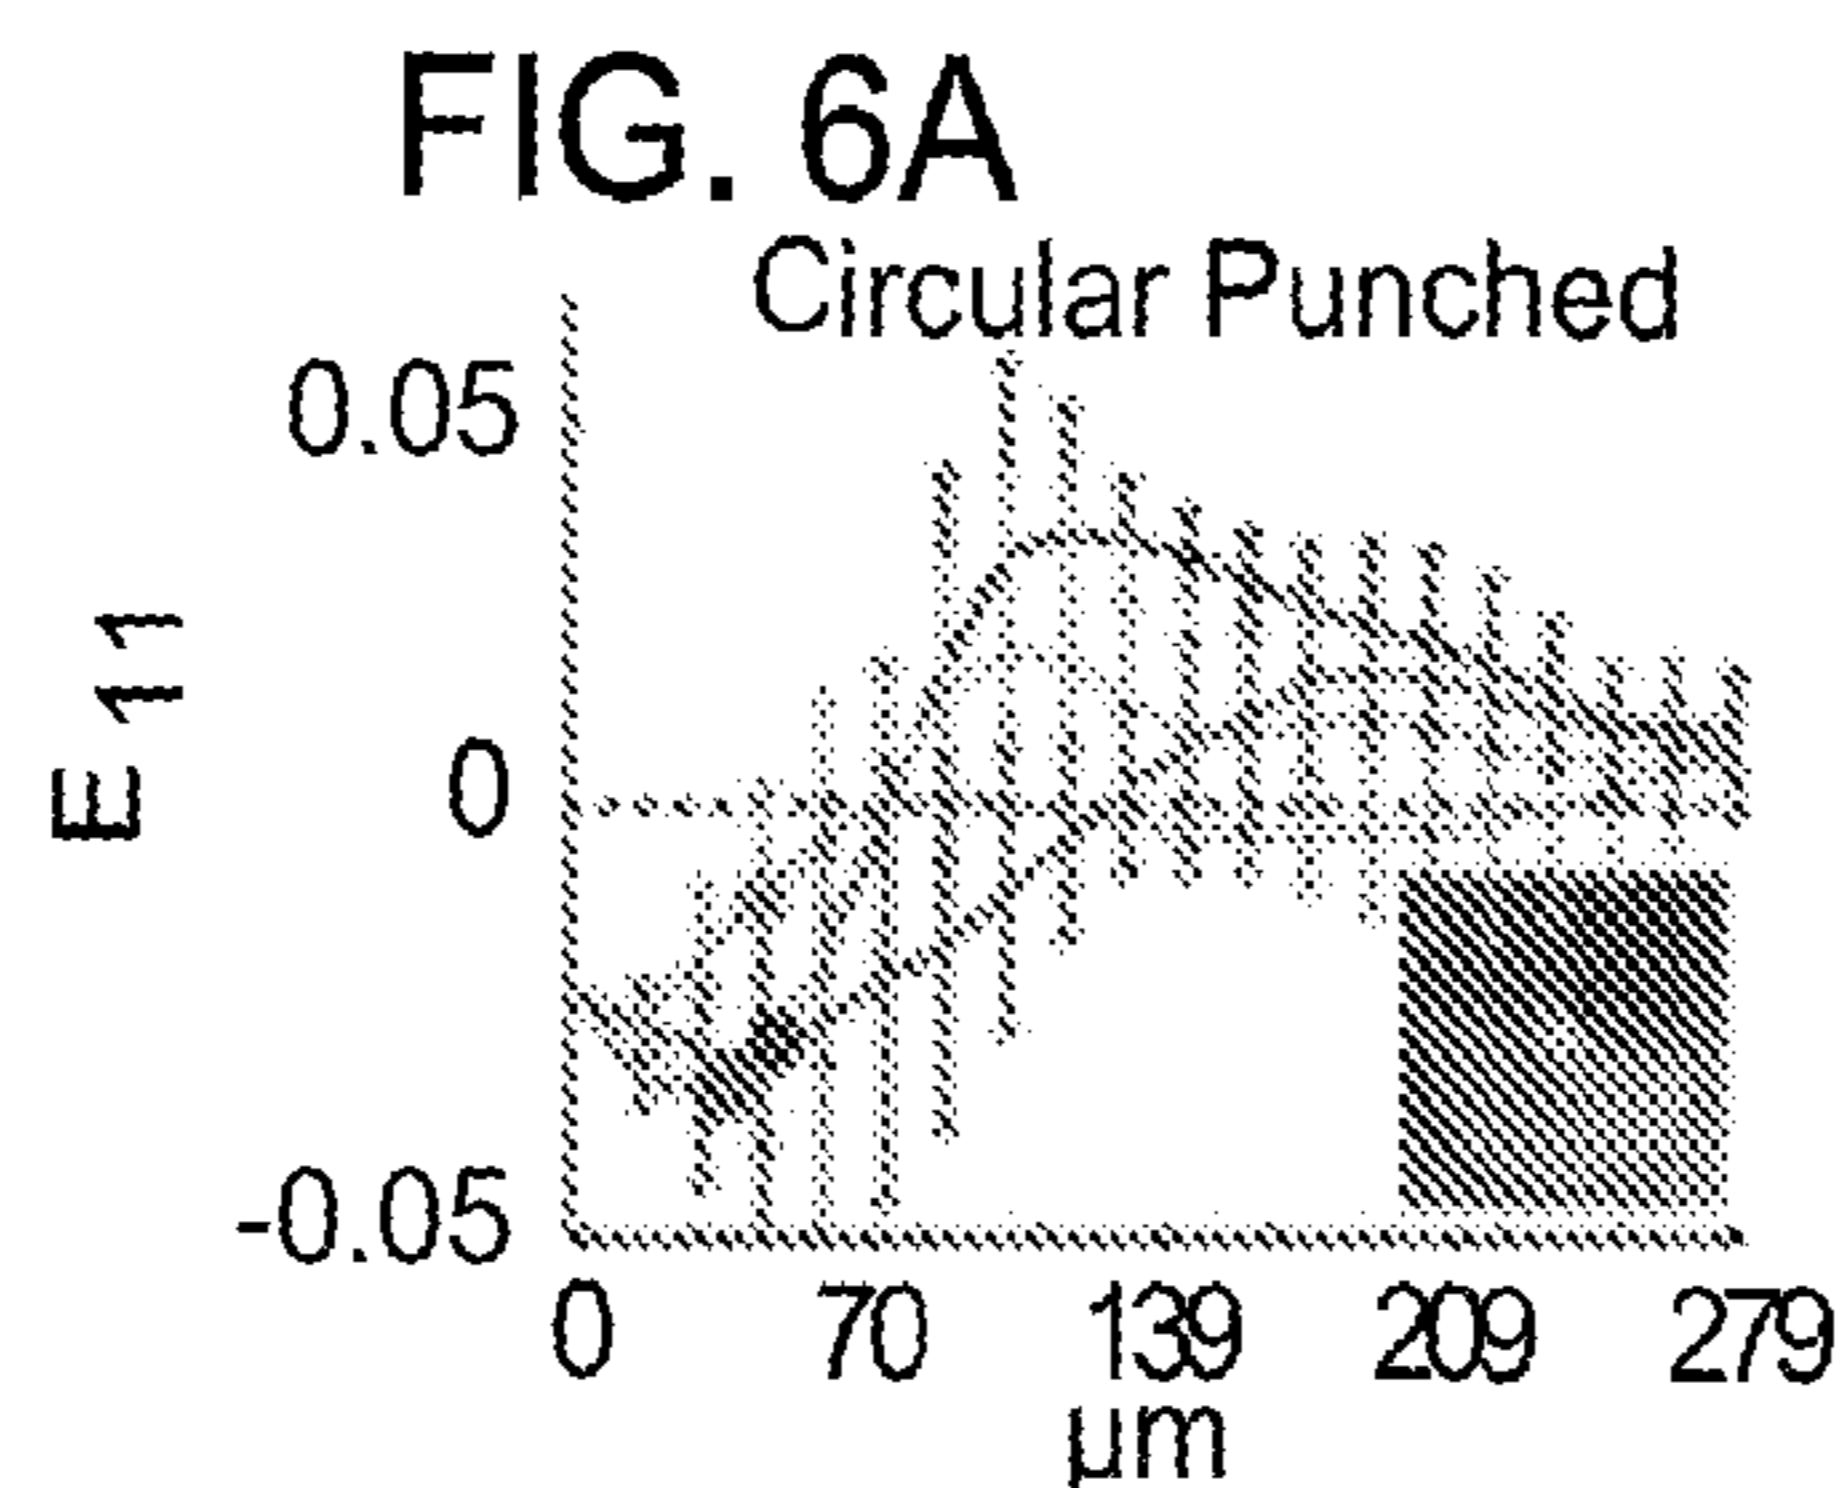 FIG. 6A
Circular Punched
0.05
E 11
0
-0.05
0 70 139 209 279
µm